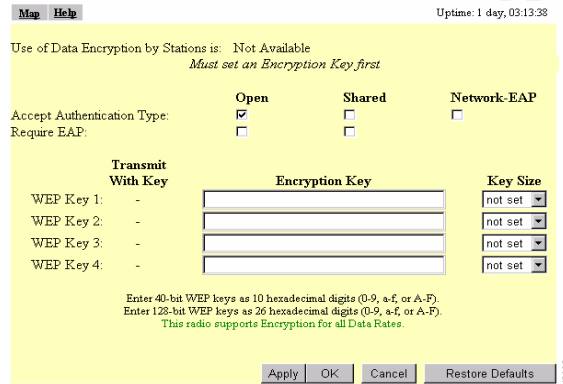 Map Help Uptime: 1 day, 03:13:38
Use of Data Encryption by Stations is: Not Available
Must set an Encryption Key first
Open Shared Network-EAP
Accept Authentication Type:
Require EAP:
Transmit
With Key Encryption Key Key Size
WEP Key 1: - not set
WEP Key 2: - not set
WEP Key 3: - not set
WEP Key 4: - not set
Enter 40-bit WEP keys as 10 hexadecimal digits (0-9, a-f, or A-F).
Enter 128-bit WEP keys as 26 hexadecimal digits (0-9, a-f, or A-F).
This radio supports Encryption for all Data Rates.
Apply OK Cancel Restore Defaults